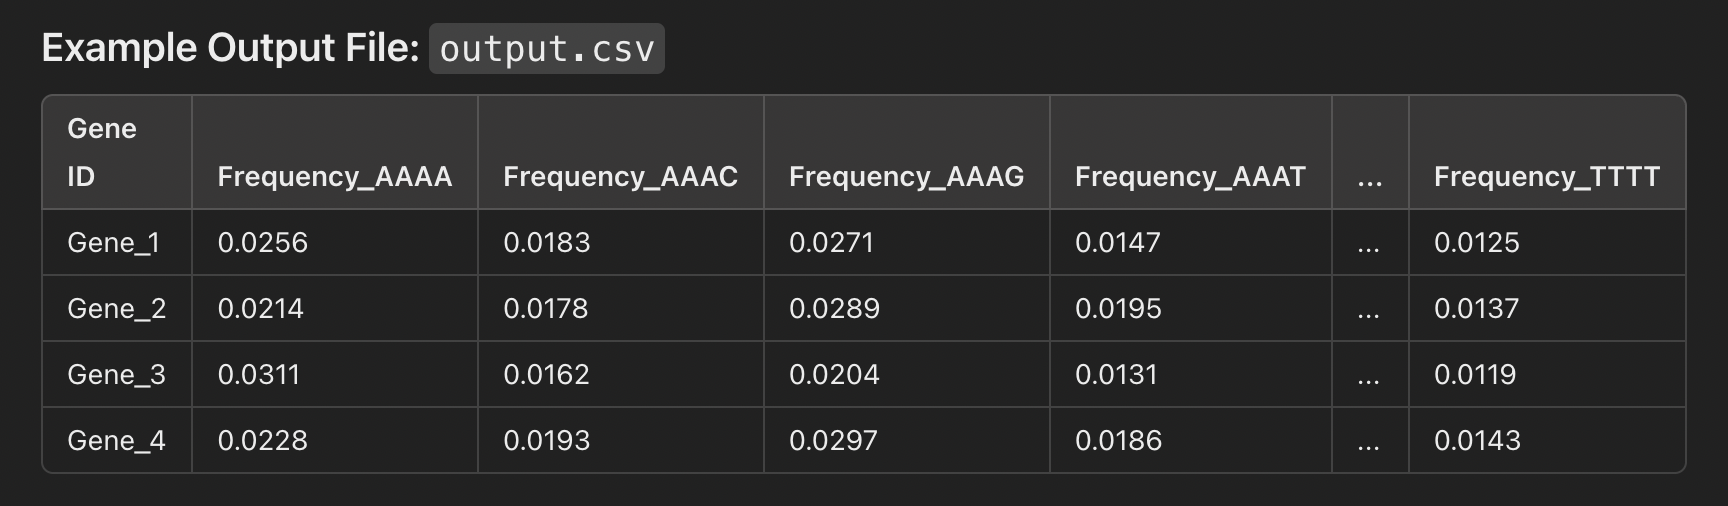 Example Output File: output.csv
Gene
ID Frequency_AAAA Frequency_AAAC Frequency_AAAG Frequency_AAAT ... Frequency_TTTT
Gene_1 0.0256 0.0183 0.0271 0.0147 ... 0.0125
Gene_2 0.0214 0.0178 0.0289 0.0195 ... 0.0137
Gene_3 0.0311 0.0162 0.0204 0.0131 ... 0.0119
Gene_4 0.0228 0.0193 0.0297 0.0186 ... 0.0143